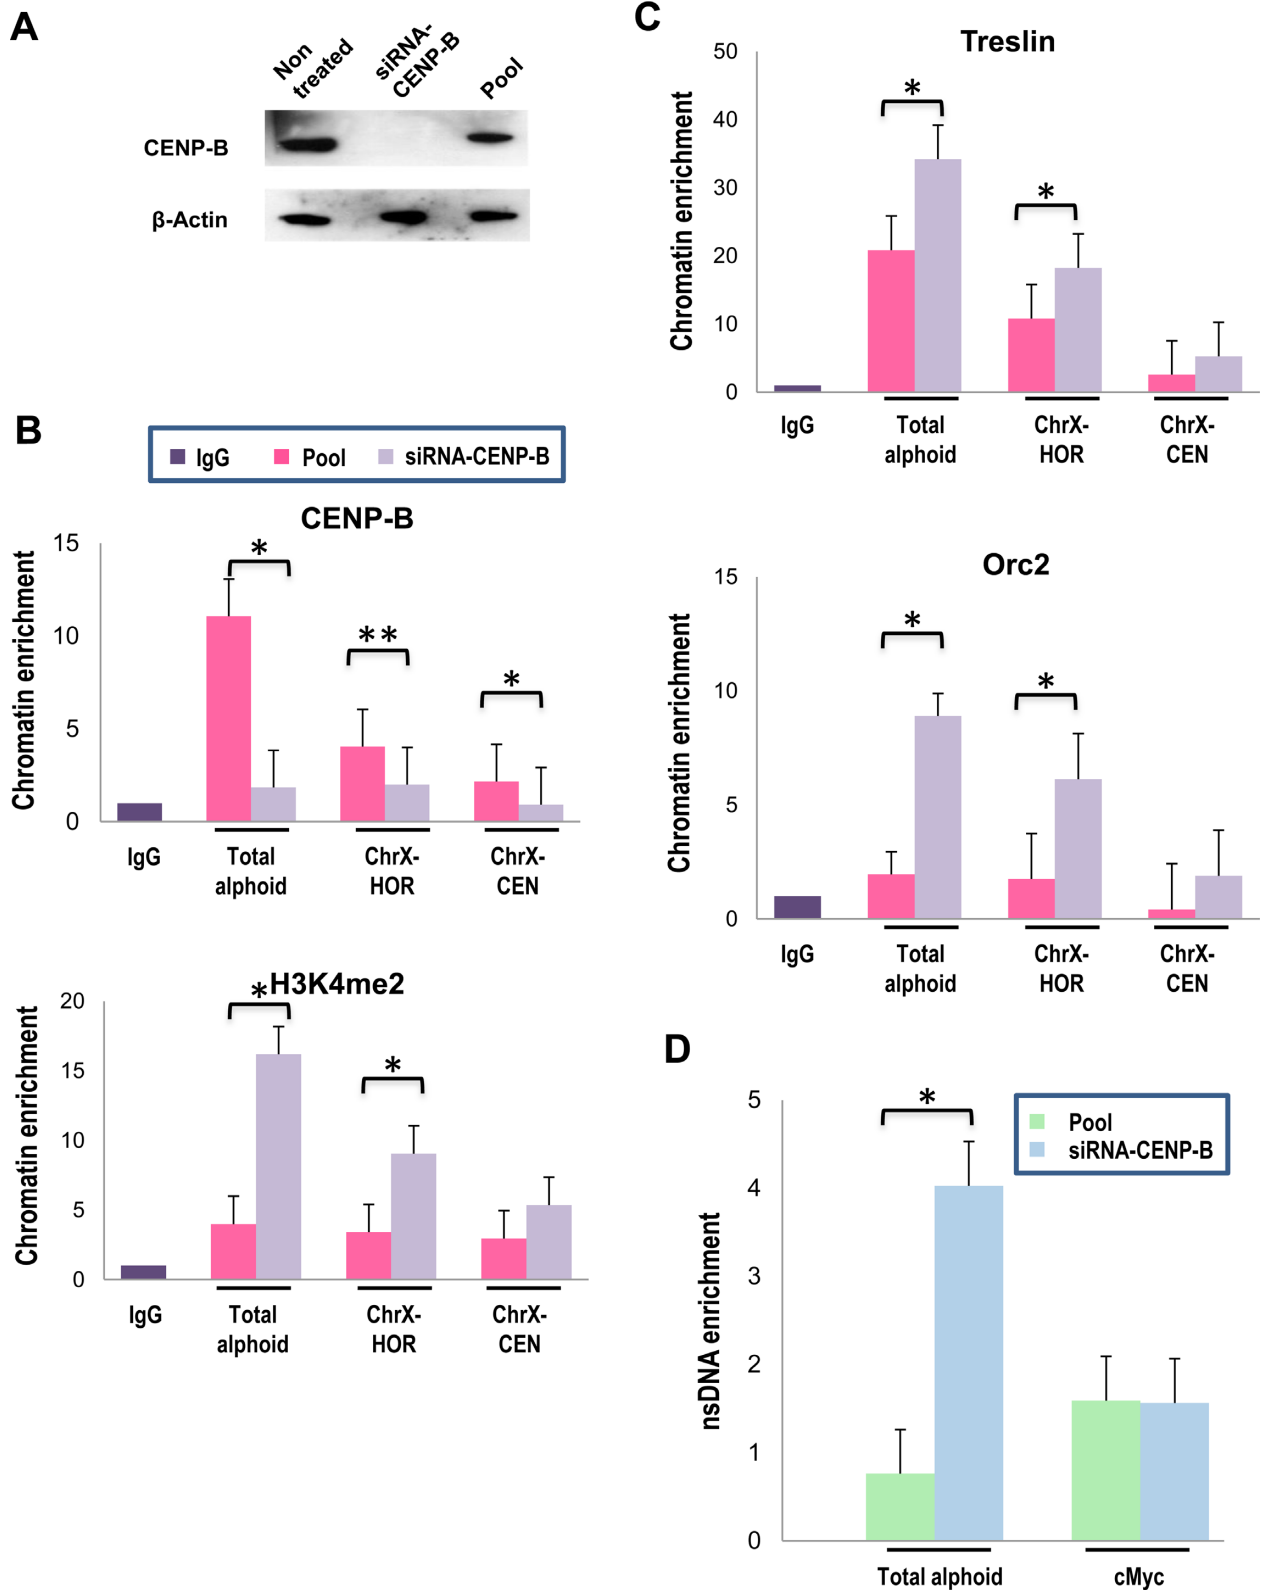 A
Non
treated
siRNA-
CENP-B
Pool
CENP-B
β-Actin
B
IgG
Pool
siRNA-CENP-B
CENP-B
*
**
*
Chromatin enrichment
15
10
5
0
IgG
Total
alphoid
ChrX-
HOR
ChrX-
CEN
H3K4me2
*
*
Chromatin enrichment
20
15
10
5
0
IgG
Total
alphoid
ChrX-
HOR
ChrX-
CEN
C
Treslin
*
*
Chromatin enrichment
50
40
30
20
10
0
IgG
Total
alphoid
ChrX-
HOR
ChrX-
CEN
Orc2
*
*
Chromatin enrichment
15
10
5
0
IgG
Total
alphoid
ChrX-
HOR
ChrX-
CEN
D
Pool
siRNA-CENP-B
*
nsDNA enrichment
5
4
3
2
1
0
Total alphoid
cMyc